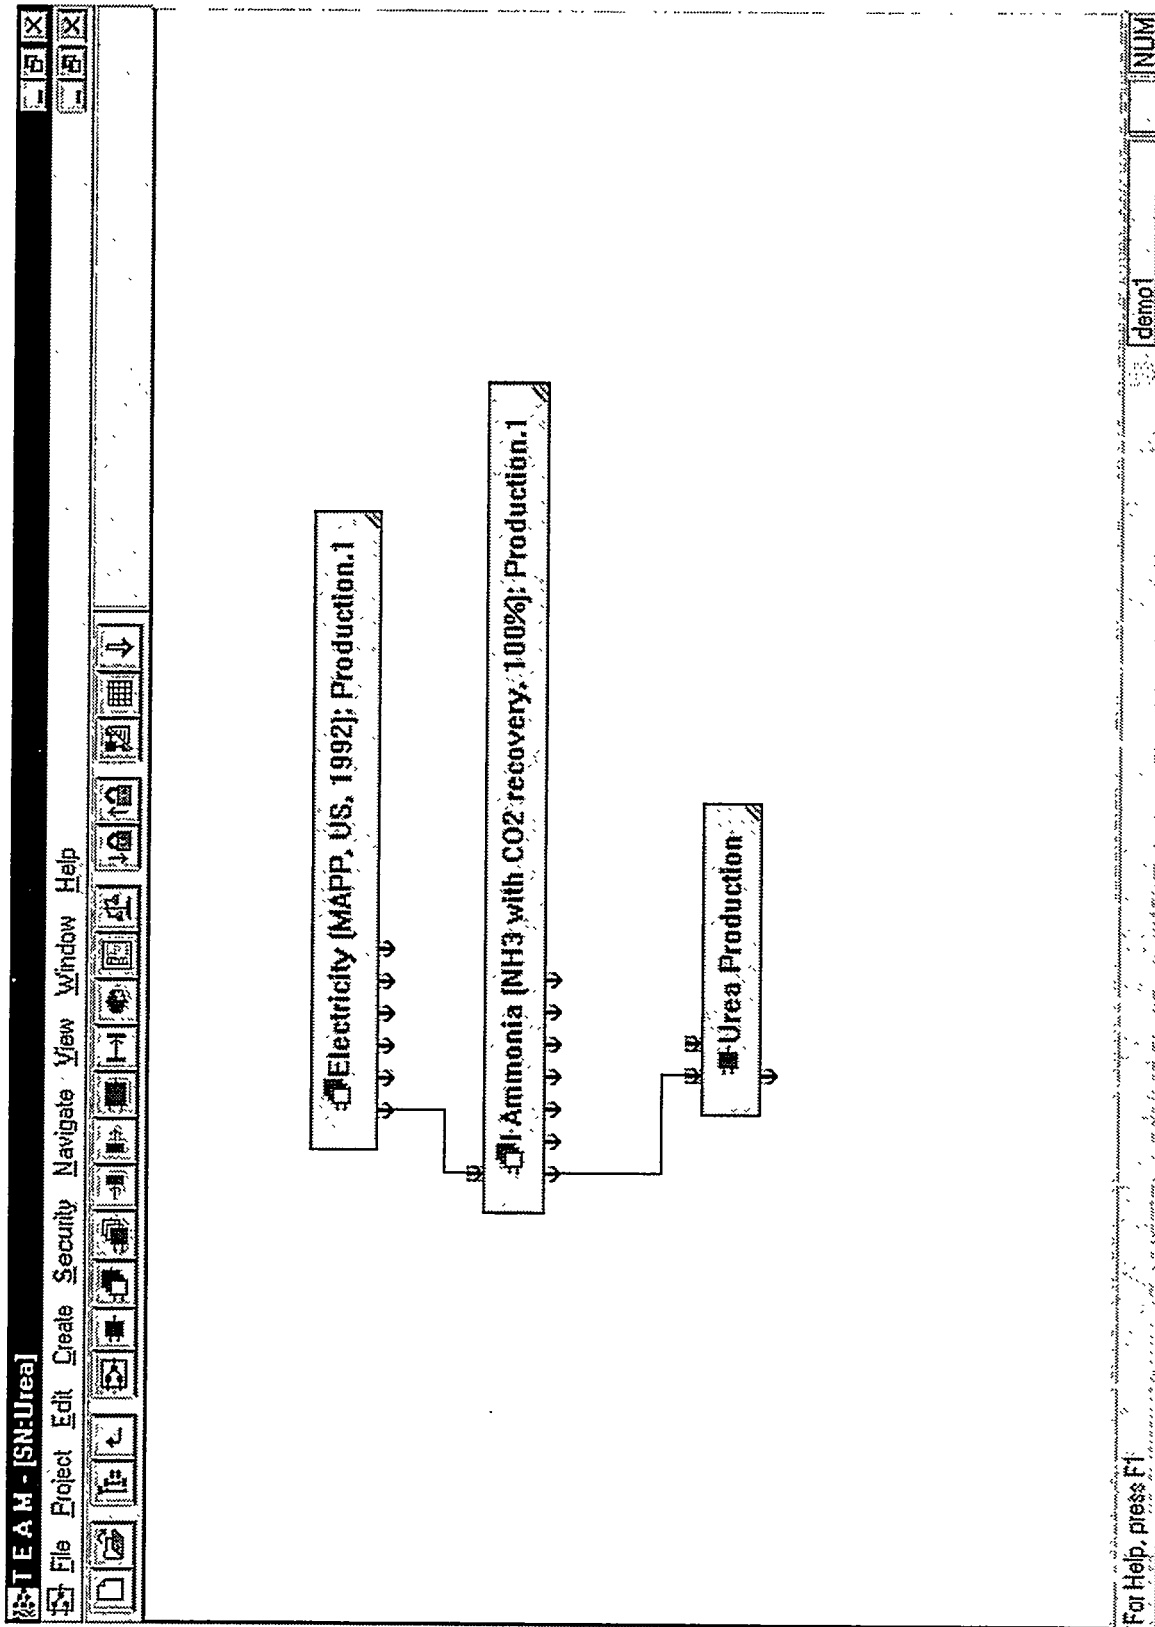 T E A M - [SN:Urea]
File Project Edit Create Security Navigate View Window Help
Electricity (MAPP, US, 1992): Production.1
I-Ammonia (NH3 with CO2 recovery, 100%): Production.1
Urea Production
For Help, press F1
demo1
NUM